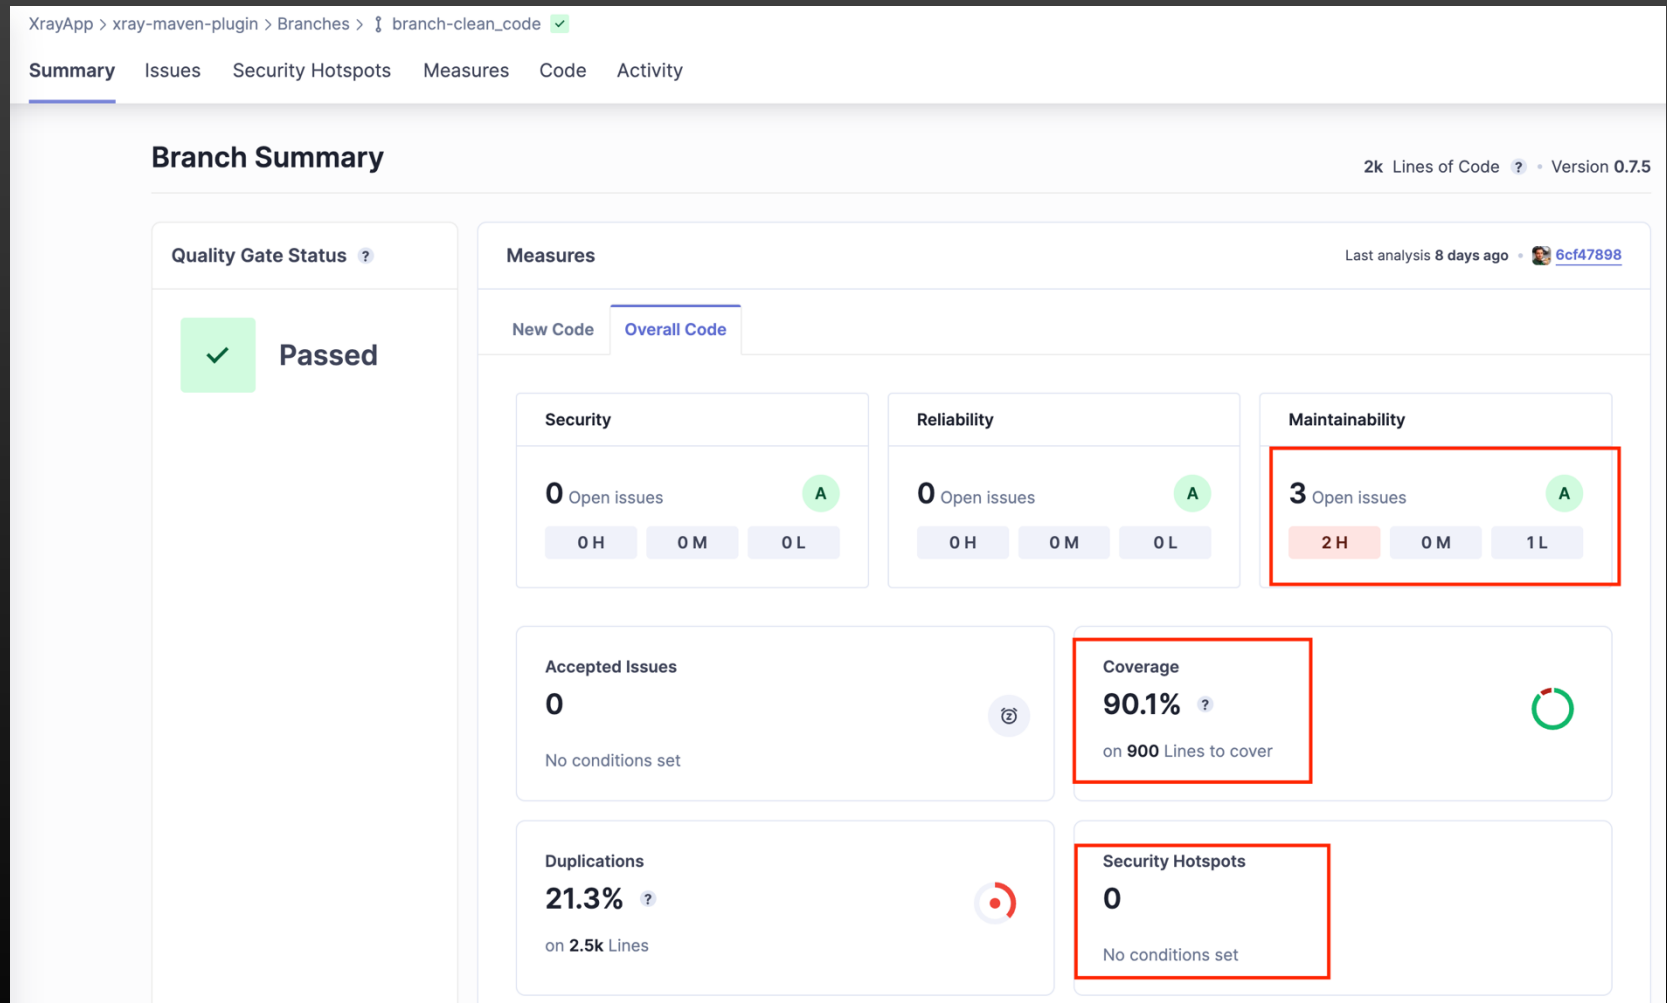 XrayApp > xray-maven-plugin > Branches > branch-clean_code
Summary Issues Security Hotspots Measures Code Activity
Branch Summary
2k Lines of Code ? • Version 0.7.5
Quality Gate Status ?
Passed
Measures
Last analysis 8 days ago • 6cf47898
New Code Overall Code
Security
0 Open issues A
0 H 0 M 0 L
Reliability
0 Open issues A
0 H 0 M 0 L
Maintainability
3 Open issues A
2 H 0 M 1 L
Accepted Issues
0
No conditions set
Coverage
90.1% ?
on 900 Lines to cover
Duplications
21.3% ?
on 2.5k Lines
Security Hotspots
0
No conditions set